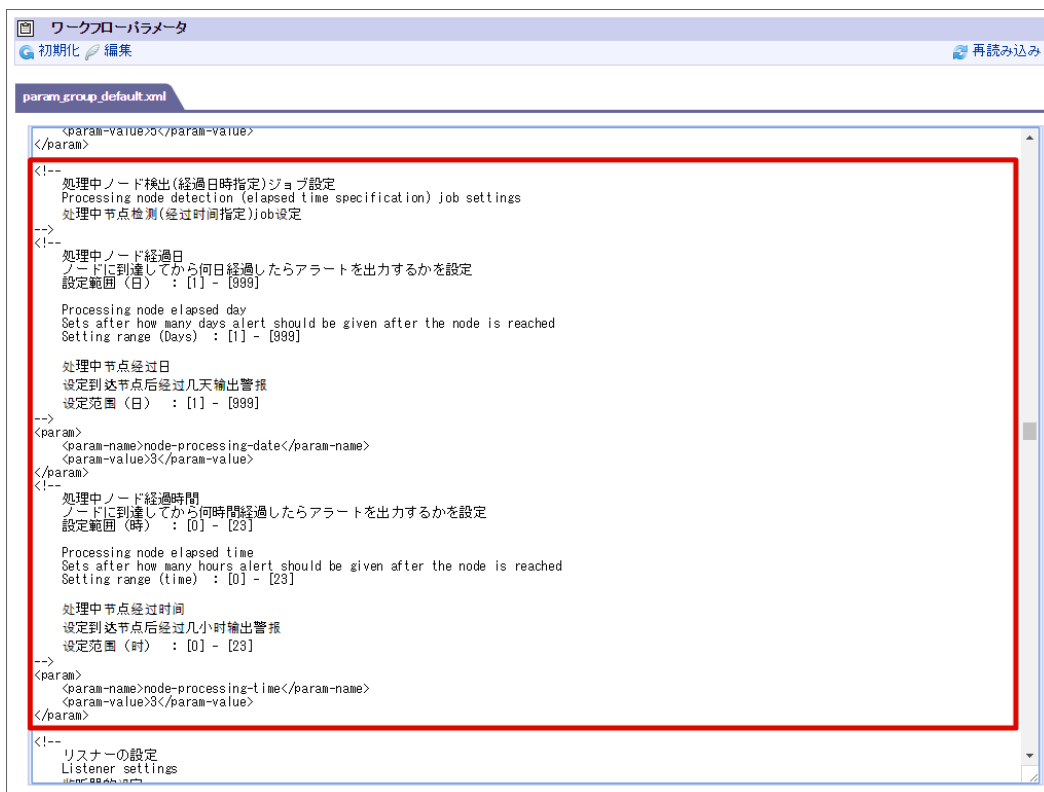 ワークフローパラメータ
初期化 編集 再読み込み
param_group_default.xml
<param-value>5</param-value>
</param>
<!--
処理中ノード検出(経過日時指定)ジョブ設定
Processing node detection (elapsed time specification) job settings
处理中节点检测(经过时间指定)job设定
-->
<!--
処理中ノード経過日
ノードに到達してから何日経過したらアラートを出力するかを設定
設定範囲（日） : [1] - [999]
Processing node elapsed day
Sets after how many days alert should be given after the node is reached
Setting range (Days) : [1] - [999]
处理中节点经过日
设定到达节点后经过几天输出警报
设定范围（日） : [1] - [999]
-->
<param>
<param-name>node-processing-date</param-name>
<param-value>3</param-value>
</param>
<!--
処理中ノード経過時間
ノードに到達してから何時間経過したらアラートを出力するかを設定
設定範囲（時） : [0] - [23]
Processing node elapsed time
Sets after how many hours alert should be given after the node is reached
Setting range (time) : [0] - [23]
处理中节点经过时间
设定到达节点后经过几小时输出警报
设定范围（时） : [0] - [23]
-->
<param>
<param-name>node-processing-time</param-name>
<param-value>3</param-value>
</param>
<!--
リスナーの設定
Listener settings